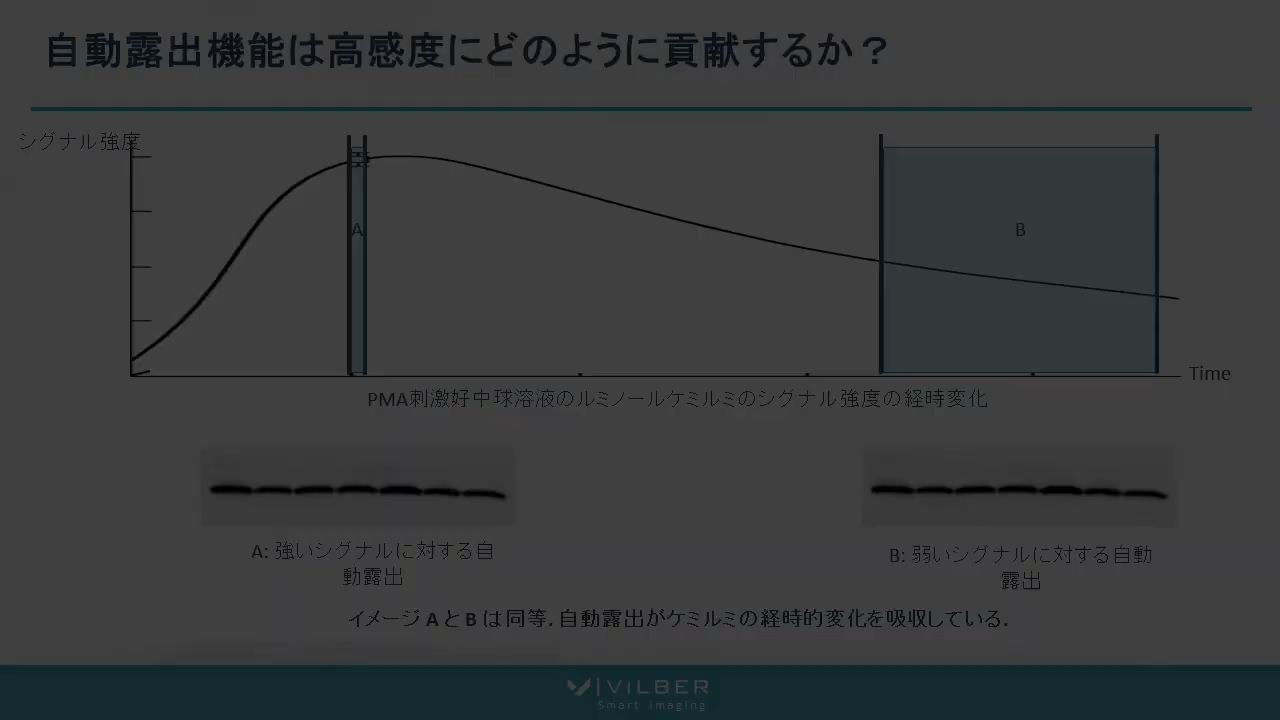 自動露出機能は高感度にどのように貢献するか？
シグナル強度
A
B
Time
PMA刺激好中球溶液のルミノールケミルミのシグナル強度の経時変化
A: 強いシグナルに対する自
動露出
B: 弱いシグナルに対する自動
露出
イメージ A と B は同等. 自動露出がケミルミの経時的変化を吸収している.
VILBER
Smart imaging